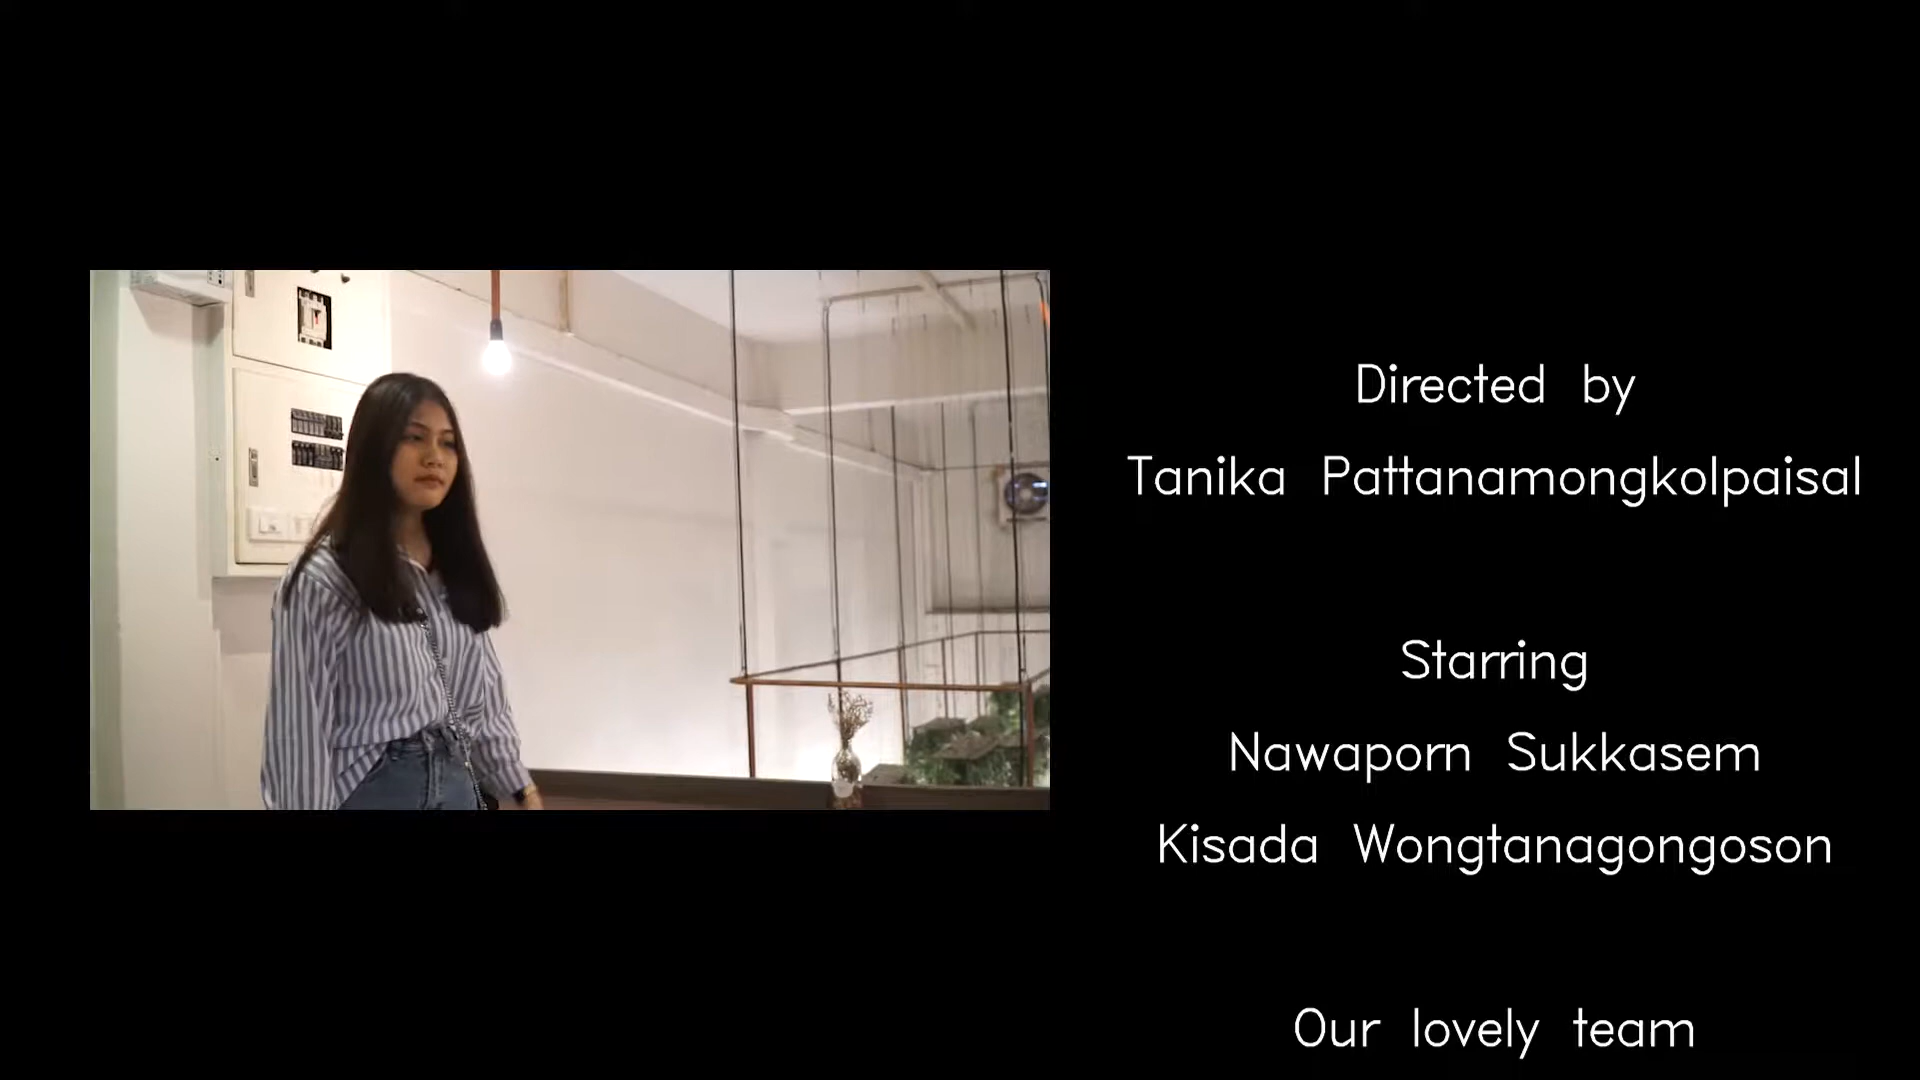 Directed by
Tanika Pattanamongkolpaisal
Starring
Nawaporn Sukkasem
Kisada Wongtanagongoson
Our lovely team